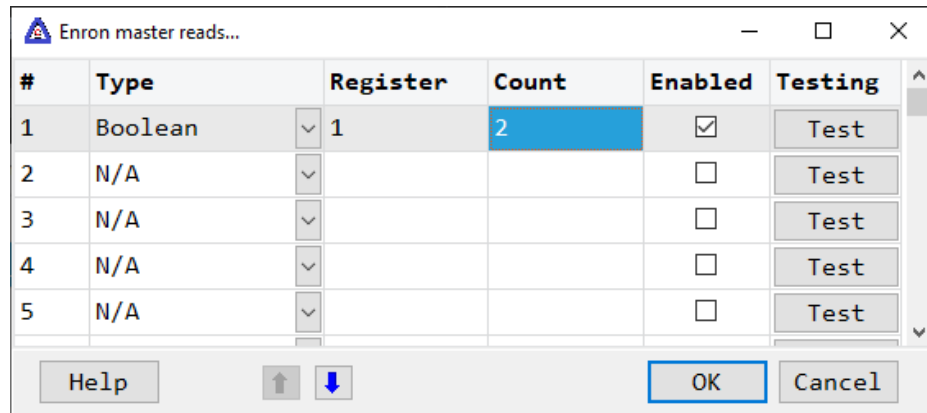 Enron master reads...
# Type Register Count Enabled Testing
1 Boolean 1 2 Test
2 N/A Test
3 N/A Test
4 N/A Test
5 N/A Test
Help OK Cancel